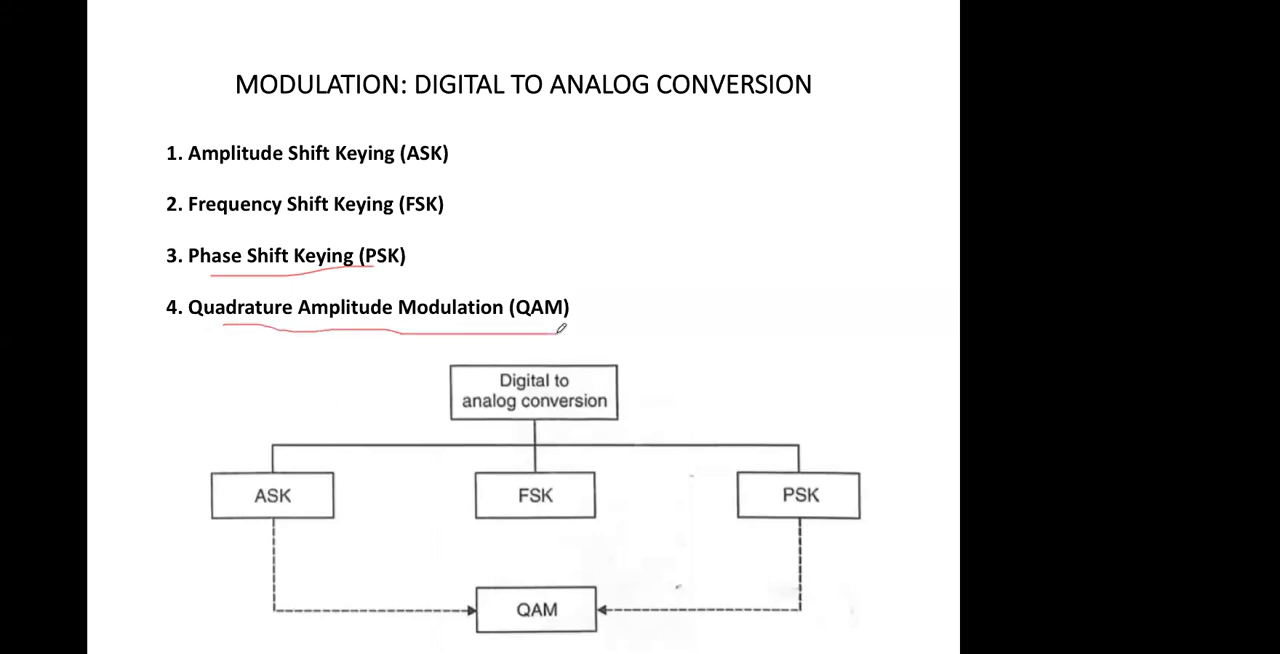 MODULATION: DIGITAL TO ANALOG CONVERSION
1. Amplitude Shift Keying (ASK)
2. Frequency Shift Keying (FSK)
3. Phase Shift Keying (PSK)
4. Quadrature Amplitude Modulation (QAM)
Digital to
analog conversion
ASK
FSK
PSK
QAM